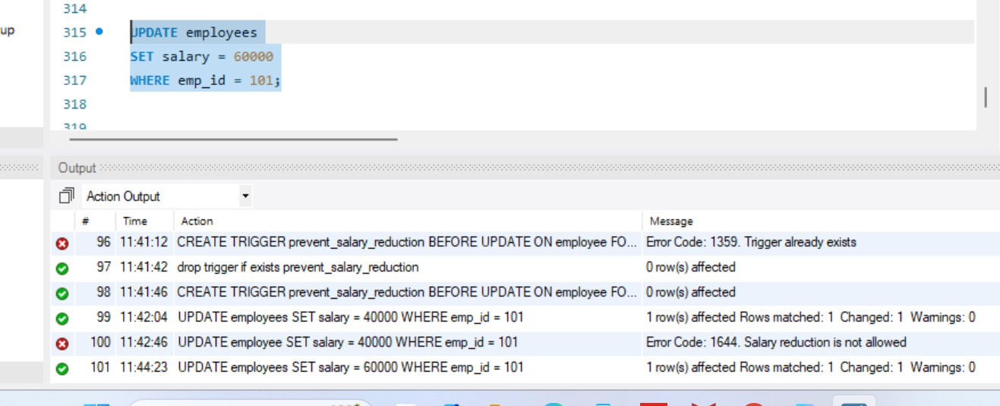 314
up
315 UPDATE employees
316 SET salary = 60000
317 WHERE emp_id = 101;
318
319
Output
Action Output
# Time Action Message
96 11:41:12 CREATE TRIGGER prevent_salary_reduction BEFORE UPDATE ON employee FO... Error Code: 1359. Trigger already exists
97 11:41:42 drop trigger if exists prevent_salary_reduction 0 row(s) affected
98 11:41:46 CREATE TRIGGER prevent_salary_reduction BEFORE UPDATE ON employee FO... 0 row(s) affected
99 11:42:04 UPDATE employees SET salary = 40000 WHERE emp_id = 101 1 row(s) affected Rows matched: 1 Changed: 1 Warnings: 0
100 11:42:46 UPDATE employee SET salary = 40000 WHERE emp_id = 101 Error Code: 1644. Salary reduction is not allowed
101 11:44:23 UPDATE employees SET salary = 60000 WHERE emp_id = 101 1 row(s) affected Rows matched: 1 Changed: 1 Warnings: 0